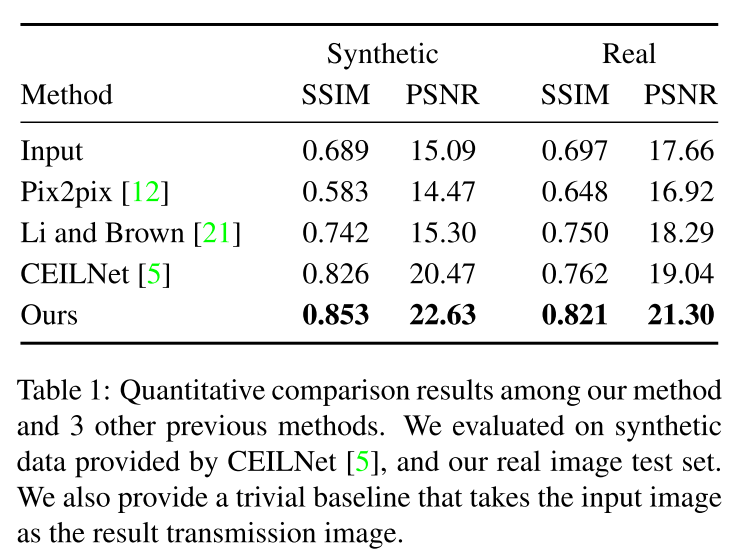 Synthetic Real
Method SSIM PSNR SSIM PSNR
Input 0.689 15.09 0.697 17.66
Pix2pix [12] 0.583 14.47 0.648 16.92
Li and Brown [21] 0.742 15.30 0.750 18.29
CEILNet [5] 0.826 20.47 0.762 19.04
Ours 0.853 22.63 0.821 21.30
Table 1: Quantitative comparison results among our method
and 3 other previous methods. We evaluated on synthetic
data provided by CEILNet [5], and our real image test set.
We also provide a trivial baseline that takes the input image
as the result transmission image.